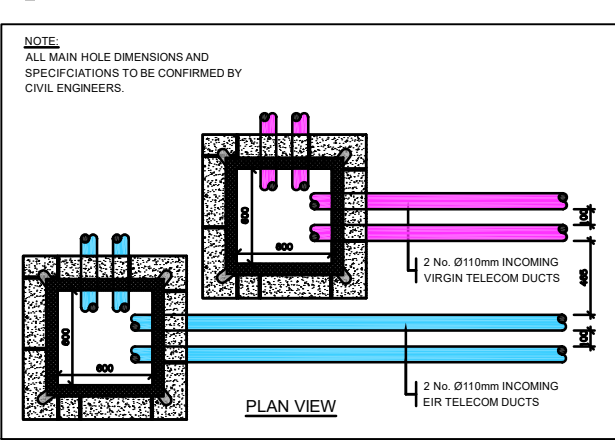 NOTE:
ALL MAIN HOLE DIMENSIONS AND
SPECIFCIATIONS TO BE CONFIRMED BY
CIVIL ENGINEERS.
600
600
100
2 No. Ø110mm INCOMING
VIRGIN TELECOM DUCTS
465
600
600
100
2 No. Ø110mm INCOMING
EIR TELECOM DUCTS
PLAN VIEW